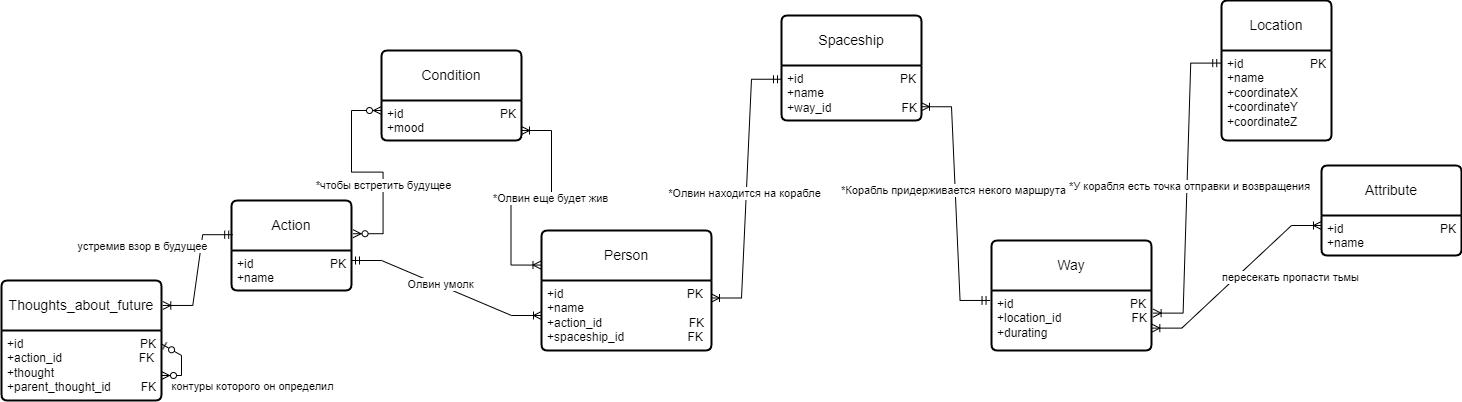 Location
+id PK
+name
+coordinateX
+coordinateY
+coordinateZ
Spaceship
+id PK
+name
+way_id FK
Condition
+id PK
+mood
*чтобы встретить будущее
*Олвин еще будет жив
*Олвин находится на корабле
*Корабль придерживается некого маршрута
*У корабля есть точка отправки и возвращения
Attribute
+id PK
+name
Action
+id PK
+name
устремив взор в будущее
Олвин умолк
Person
+id PK
+name
+action_id FK
+spaceship_id FK
Way
+id PK
+location_id FK
+durating
пересекать пропасти тьмы
Thoughts_about_future
+id PK
+action_id FK
+thought
+parent_thought_id FK
контуры которого он определил